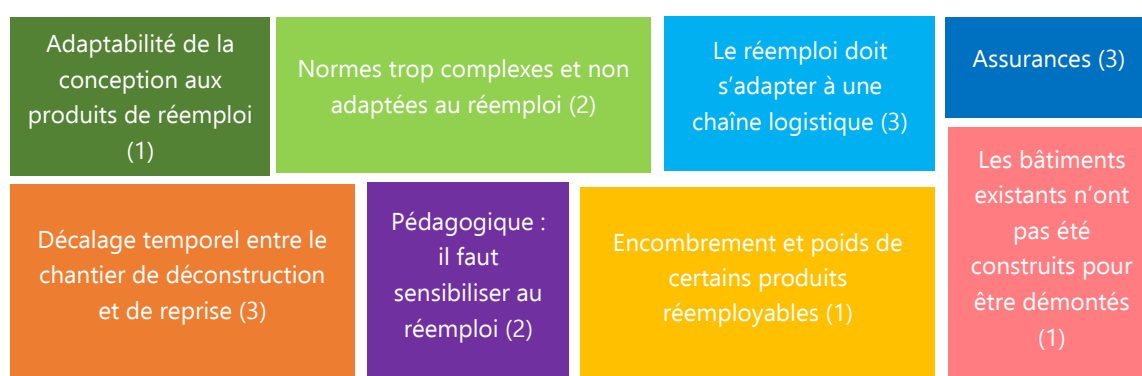 Adaptabilité de la
conception aux
produits de réemploi
(1)
Normes trop complexes et non
adaptées au réemploi (2)
Le réemploi doit
s’adapter à une
chaîne logistique (3)
Assurances (3)
Les bâtiments
existants n’ont
pas été
construits pour
être démontés
(1)
Décalage temporel entre le
chantier de déconstruction
et de reprise (3)
Pédagogique :
il faut
sensibiliser au
réemploi (2)
Encombrement et poids de
certains produits
réemployables (1)